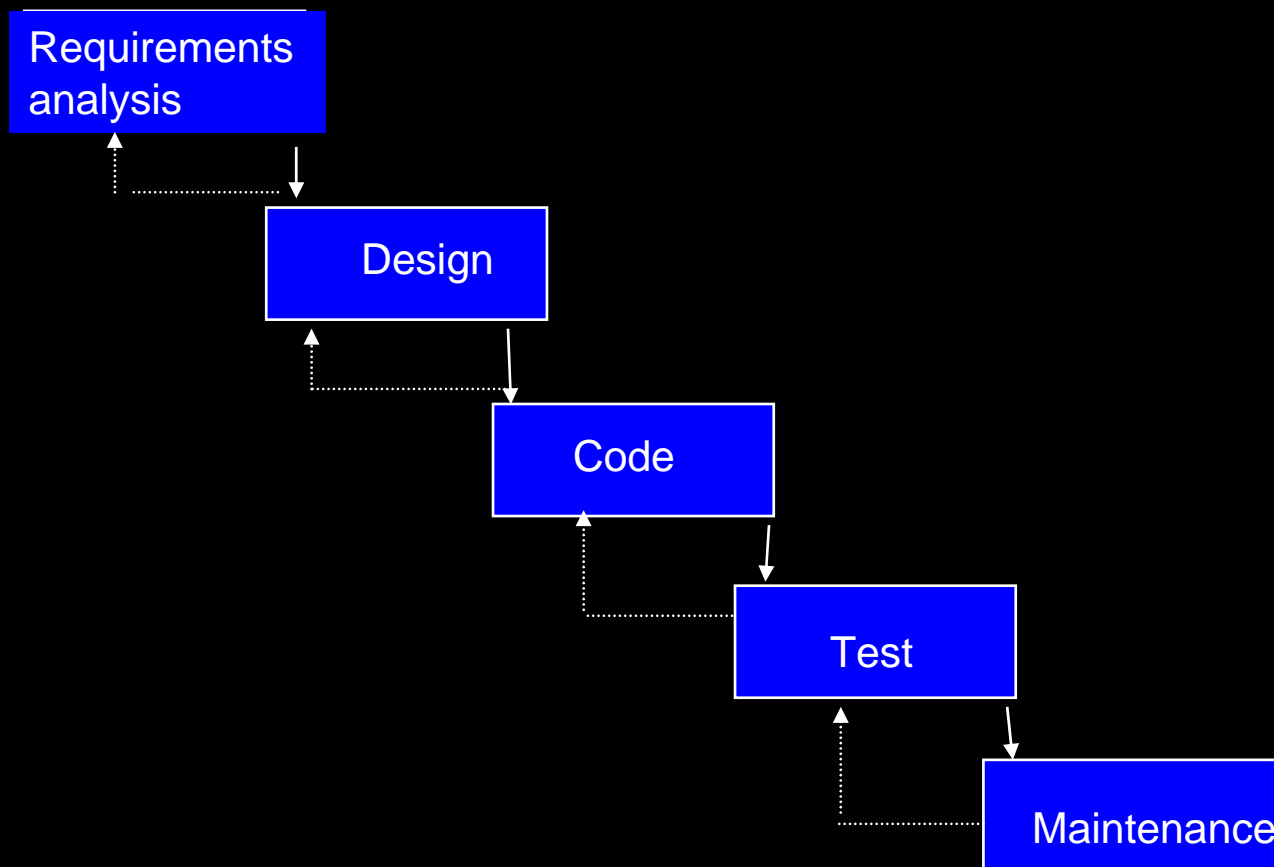 Requirements
analysis
Design
Code
Test
Maintenance